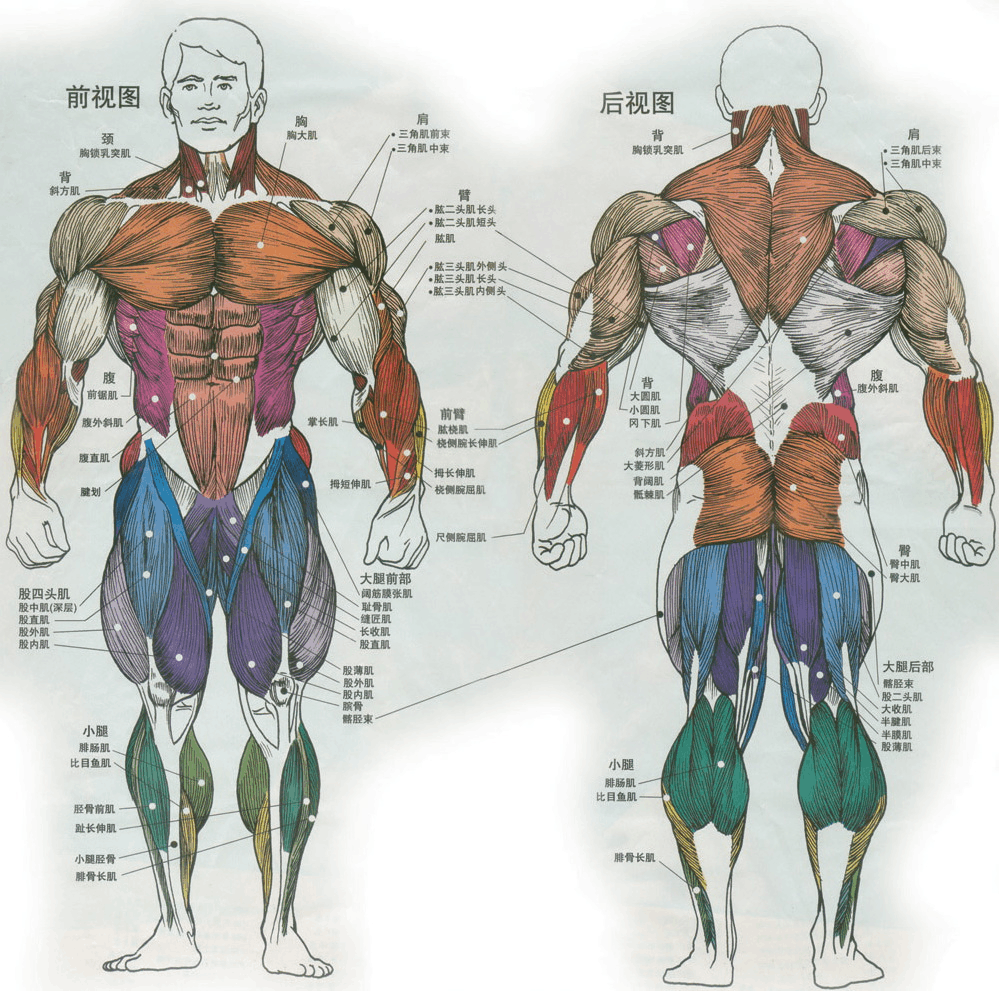 前视图
颈
胸锁乳突肌
背
斜方肌
胸
胸大肌
肩
三角肌前束
三角肌中束
臂
肱二头肌长头
肱二头肌短头
肱肌
肱三头肌外侧头
肱三头肌长头
肱三头肌内侧头
腹
前锯肌
腹外斜肌
腹直肌
腱划
掌长肌
前臂
肱桡肌
桡侧腕长伸肌
拇长伸肌
拇短伸肌
桡侧腕屈肌
尺侧腕屈肌
股四头肌
股中肌(深层)
股直肌
股外肌
股内肌
大腿前部
阔筋膜张肌
耻骨肌
缝匠肌
长收肌
股直肌
股薄肌
股外肌
股内肌
膑骨
髂胫束
小腿
腓肠肌
比目鱼肌
胫骨前肌
趾长伸肌
小腿胫骨
腓骨长肌
后视图
背
胸锁乳突肌
肩
三角肌后束
三角肌中束
背
大圆肌
小圆肌
冈下肌
斜方肌
大菱形肌
背阔肌
骶棘肌
腹
腹外斜肌
臀
臀中肌
臀大肌
大腿后部
髂胫束
股二头肌
大收肌
半腱肌
半膜肌
股薄肌
小腿
腓肠肌
比目鱼肌
腓骨长肌